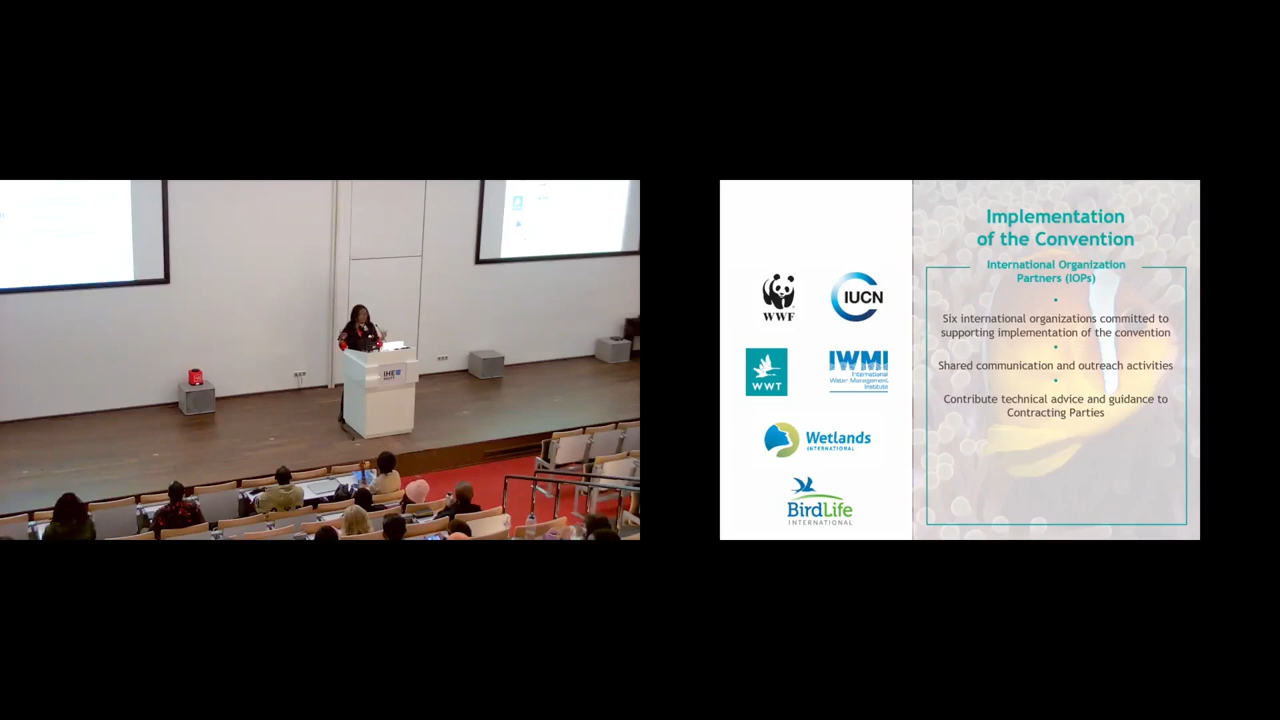 IHE
WWF
IUCN
WWT
IWMI
International
Water Management
Institute
Wetlands
INTERNATIONAL
BirdLife
INTERNATIONAL
Implementation
of the Convention
International Organization
Partners (IOPs)
Six international organizations committed to
supporting implementation of the convention
Shared communication and outreach activities
Contribute technical advice and guidance to
Contracting Parties